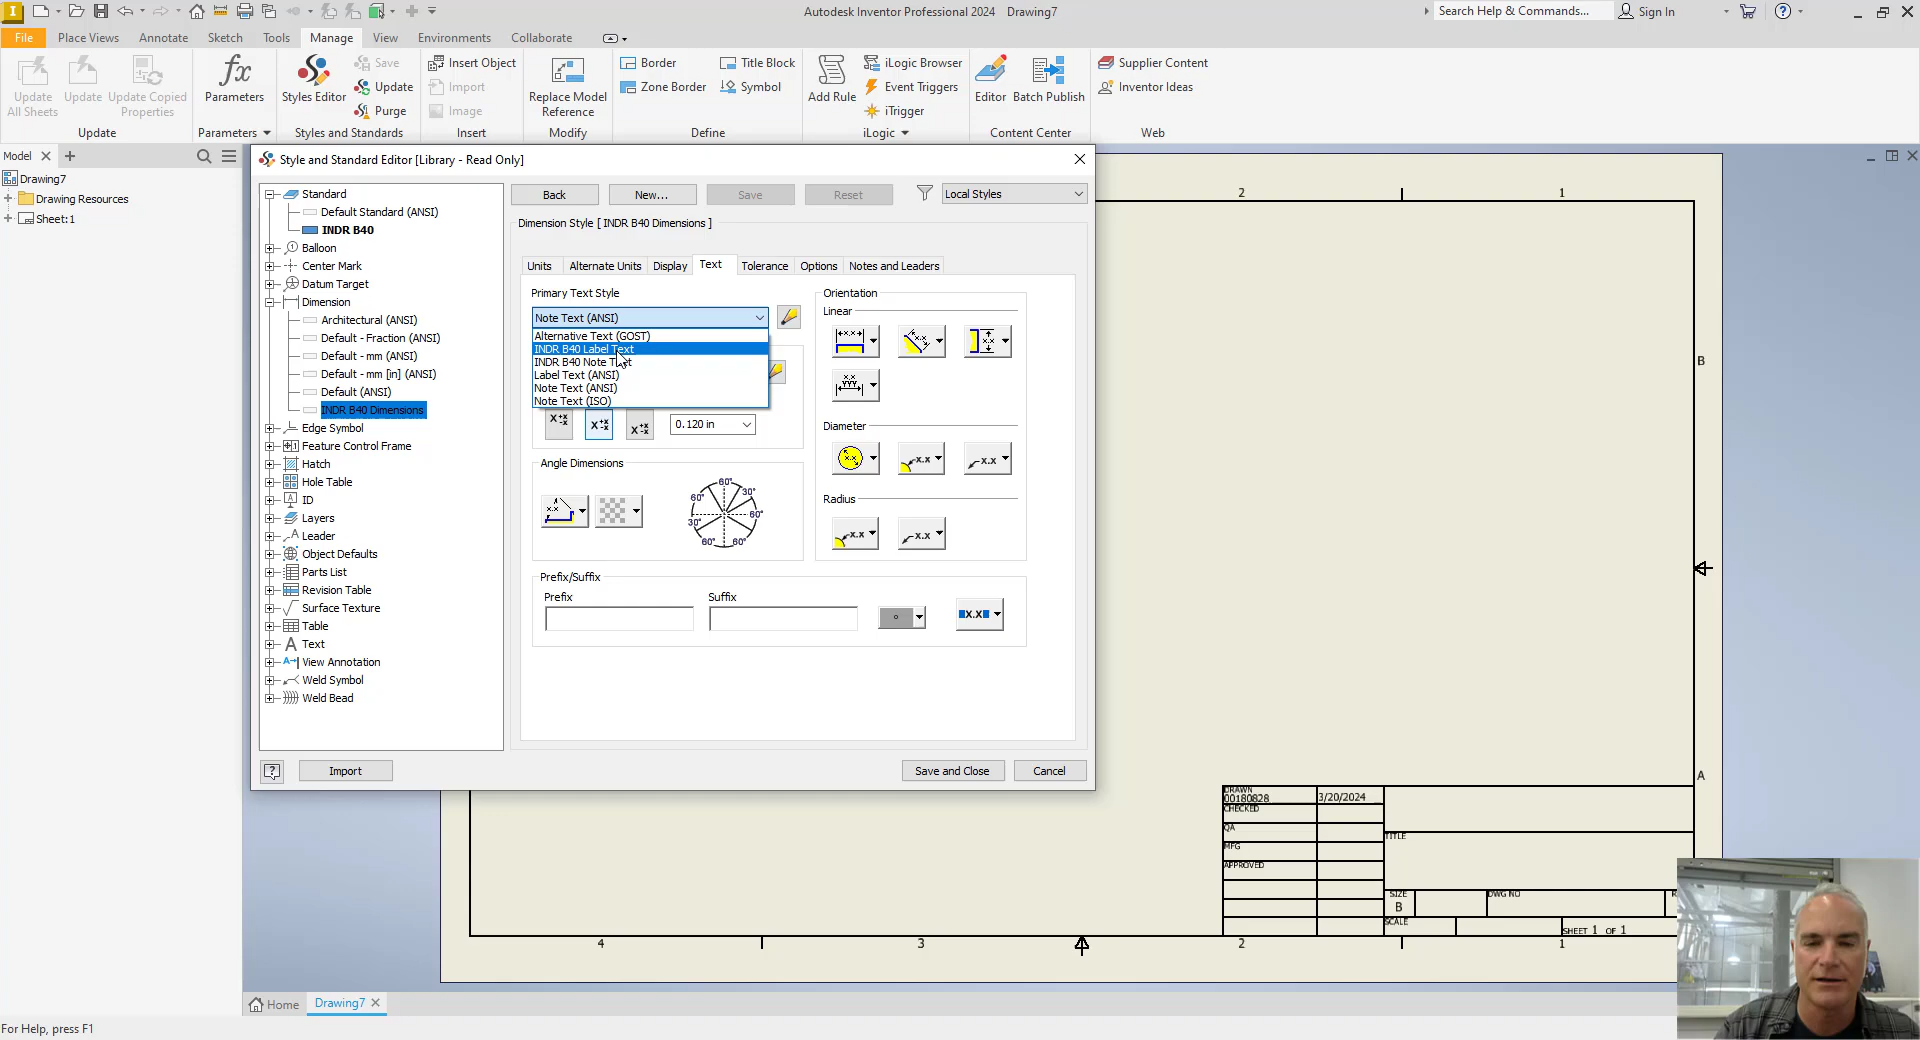 Autodesk Inventor Professional 2024 Drawing7
Search Help & Commands...
Sign In
File Place Views Annotate Sketch Tools Manage View Environments Collaborate
Update All Sheets
Update
Update Copied Properties
Update
fx
Parameters
Parameters
Styles Editor
Save
Update
Purge
Styles and Standards
Insert Object
Import
Image
Insert
Replace Model Reference
Modify
Border
Zone Border
Title Block
Symbol
Define
Add Rule
iLogic Browser
Event Triggers
iTrigger
iLogic
Editor
Batch Publish
Content Center
Supplier Content
Inventor Ideas
Web
Model
Drawing7
Drawing Resources
Sheet:1
Style and Standard Editor [Library - Read Only]
Standard
Default Standard (ANSI)
INDR B40
Balloon
Center Mark
Datum Target
Dimension
Architectural (ANSI)
Default - Fraction (ANSI)
Default - mm (ANSI)
Default - mm [in] (ANSI)
Default (ANSI)
INDR B40 Dimensions
Edge Symbol
Feature Control Frame
Hatch
Hole Table
ID
Layers
Leader
Object Defaults
Parts List
Revision Table
Surface Texture
Table
Text
View Annotation
Weld Symbol
Weld Bead
Back New... Save Reset Local Styles
Dimension Style [ INDR B40 Dimensions ]
Units Alternate Units Display Text Tolerance Options Notes and Leaders
Primary Text Style
Note Text (ANSI)
Alternative Text (GOST)
INDR B40 Label Text
INDR B40 Note Text
Label Text (ANSI)
Note Text (ANSI)
Note Text (ISO)
0.120 in
Angle Dimensions
60°
60° 30°
30° 60°
60° 60°
Orientation
Linear
Diameter
Radius
Prefix/Suffix
Prefix Suffix
Import Save and Close Cancel
2 1
B
A
DRAWN
00180828 3/20/2024
CHECKED
QA
MFG
APPROVED
TITLE
SIZE
B
DWG NO
SCALE
SHEET 1 OF 1
4 3 2 1
Home Drawing7
For Help, press F1